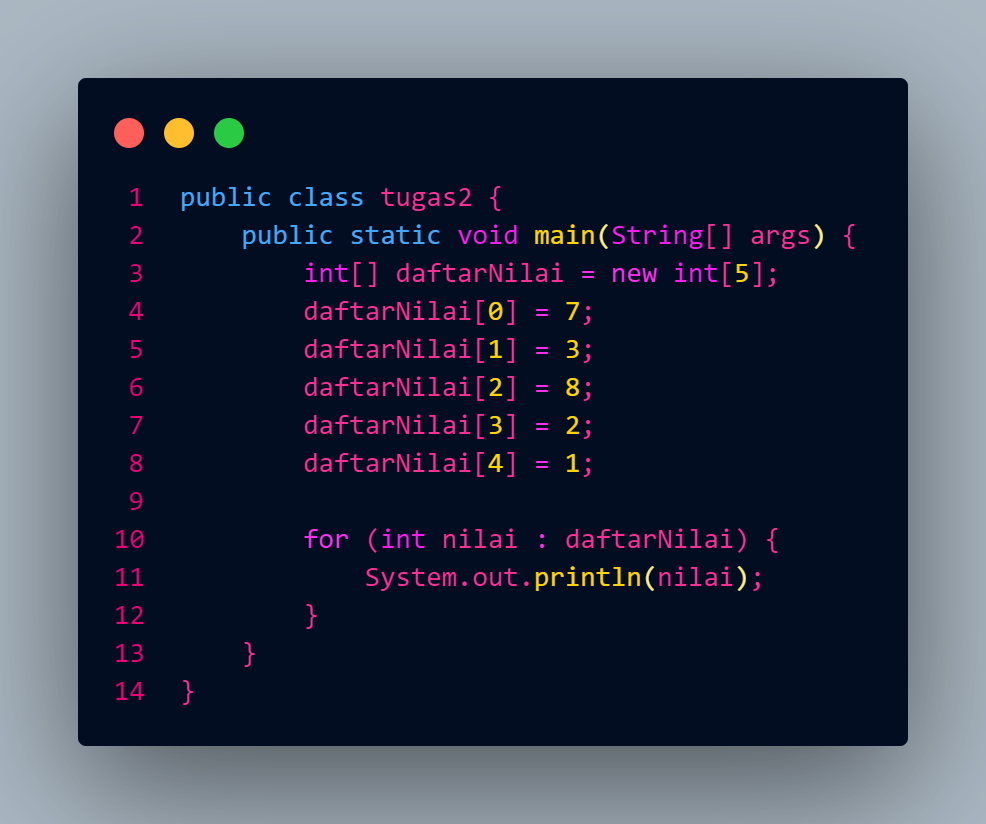 1 public class tugas2 {
2     public static void main(String[] args) {
3         int[] daftarNilai = new int[5];
4         daftarNilai[0] = 7;
5         daftarNilai[1] = 3;
6         daftarNilai[2] = 8;
7         daftarNilai[3] = 2;
8         daftarNilai[4] = 1;
9
10         for (int nilai : daftarNilai) {
11             System.out.println(nilai);
12         }
13     }
14 }